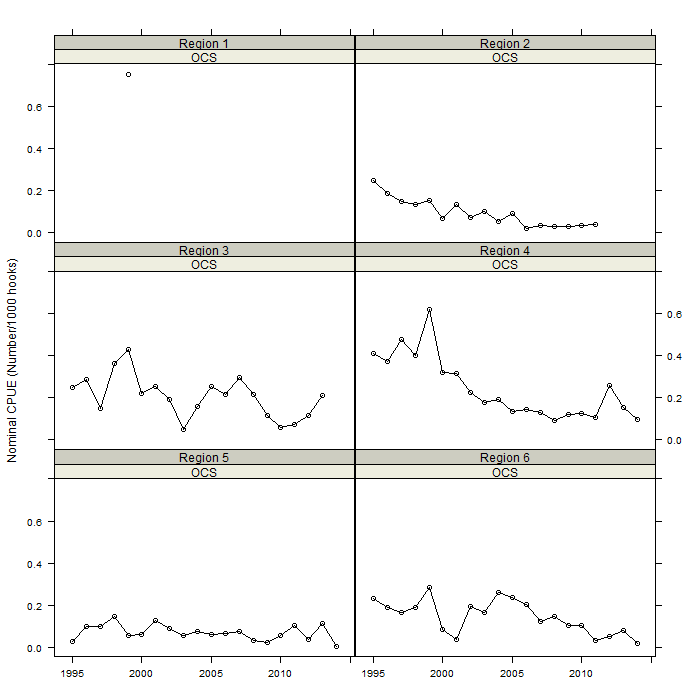 Region 1 Region 2
OCS OCS
0.6
0.4
0.2
0.0
Region 3 Region 4
OCS OCS
0.6
0.4
0.2
0.0
Nominal CPUE (Number/1000 hooks)
Region 5 Region 6
OCS OCS
0.6
0.4
0.2
0.0
1995 2000 2005 2010 1995 2000 2005 2010